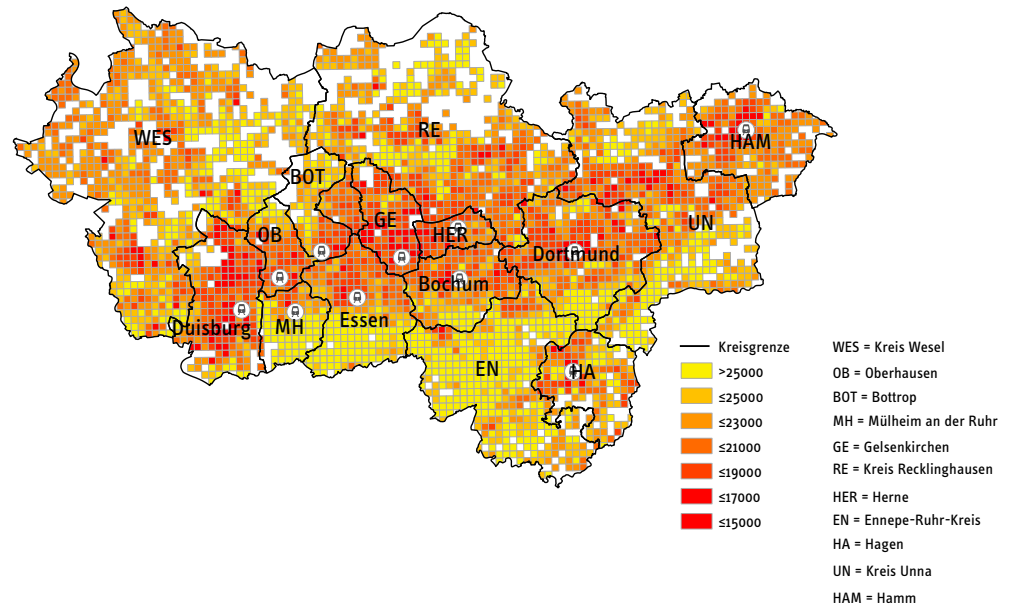 WES
RE
HAM
BOT
GE
UN
OB
HER
Dortmund
Bochum
Duisburg
MH
Essen
EN
HA
Kreisgrenze
>25000
≤25000
≤23000
≤21000
≤19000
≤17000
≤15000
WES = Kreis Wesel
OB = Oberhausen
BOT = Bottrop
MH = Mülheim an der Ruhr
GE = Gelsenkirchen
RE = Kreis Recklinghausen
HER = Herne
EN = Ennepe-Ruhr-Kreis
HA = Hagen
UN = Kreis Unna
HAM = Hamm